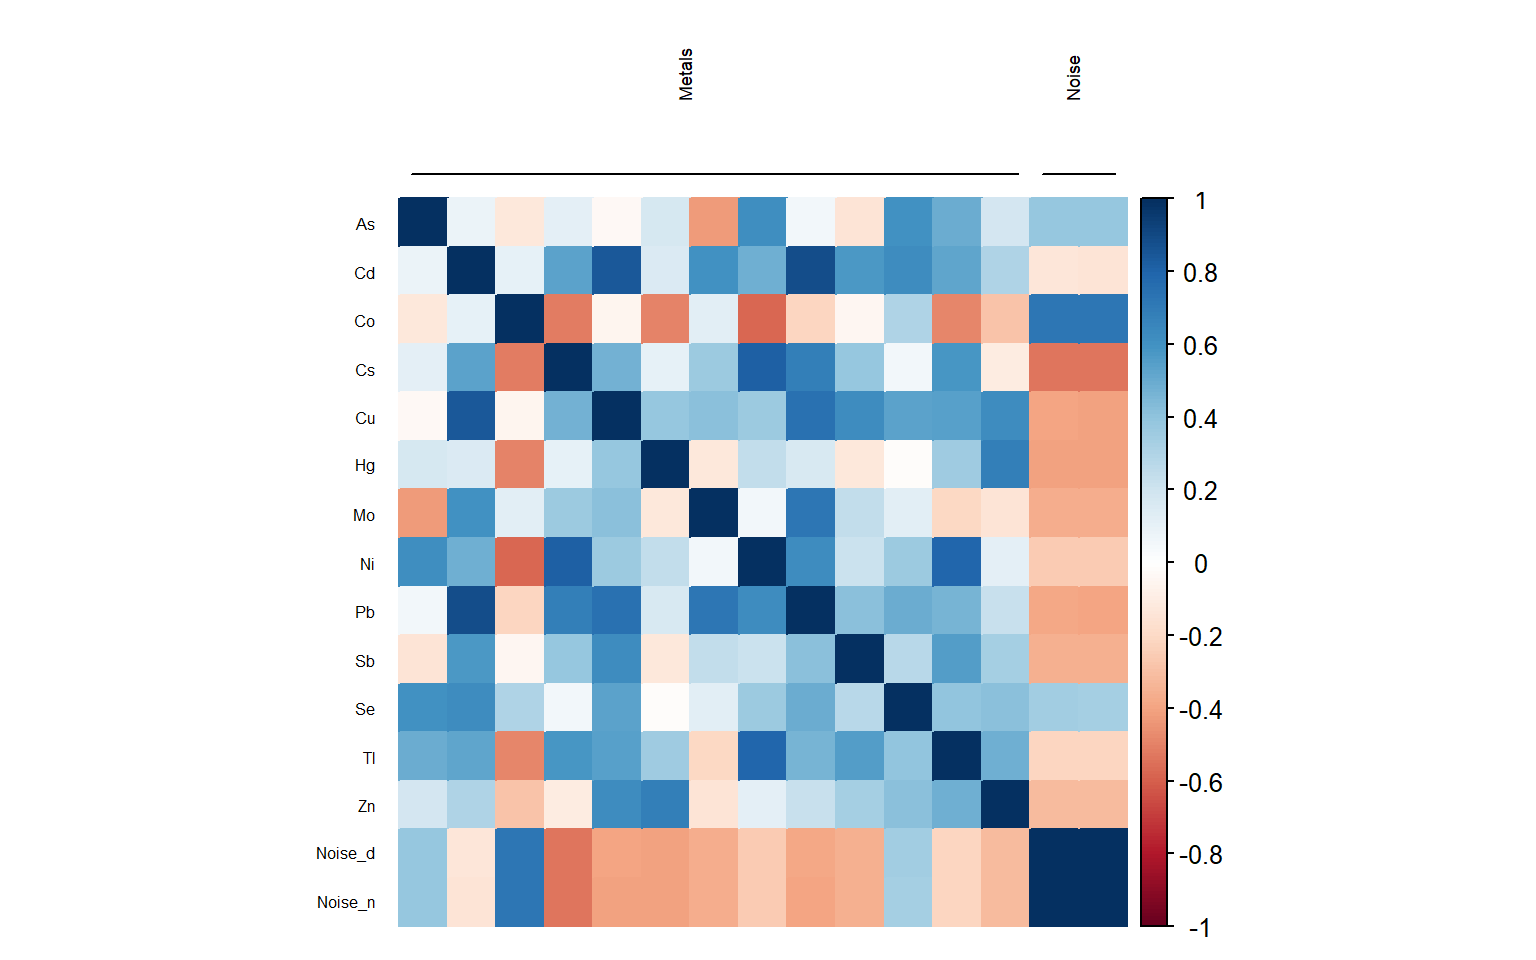 Metals
Noise
As
Cd
Co
Cs
Cu
Hg
Mo
Ni
Pb
Sb
Se
Tl
Zn
Noise_d
Noise_n
1
0.8
0.6
0.4
0.2
0
-0.2
-0.4
-0.6
-0.8
-1